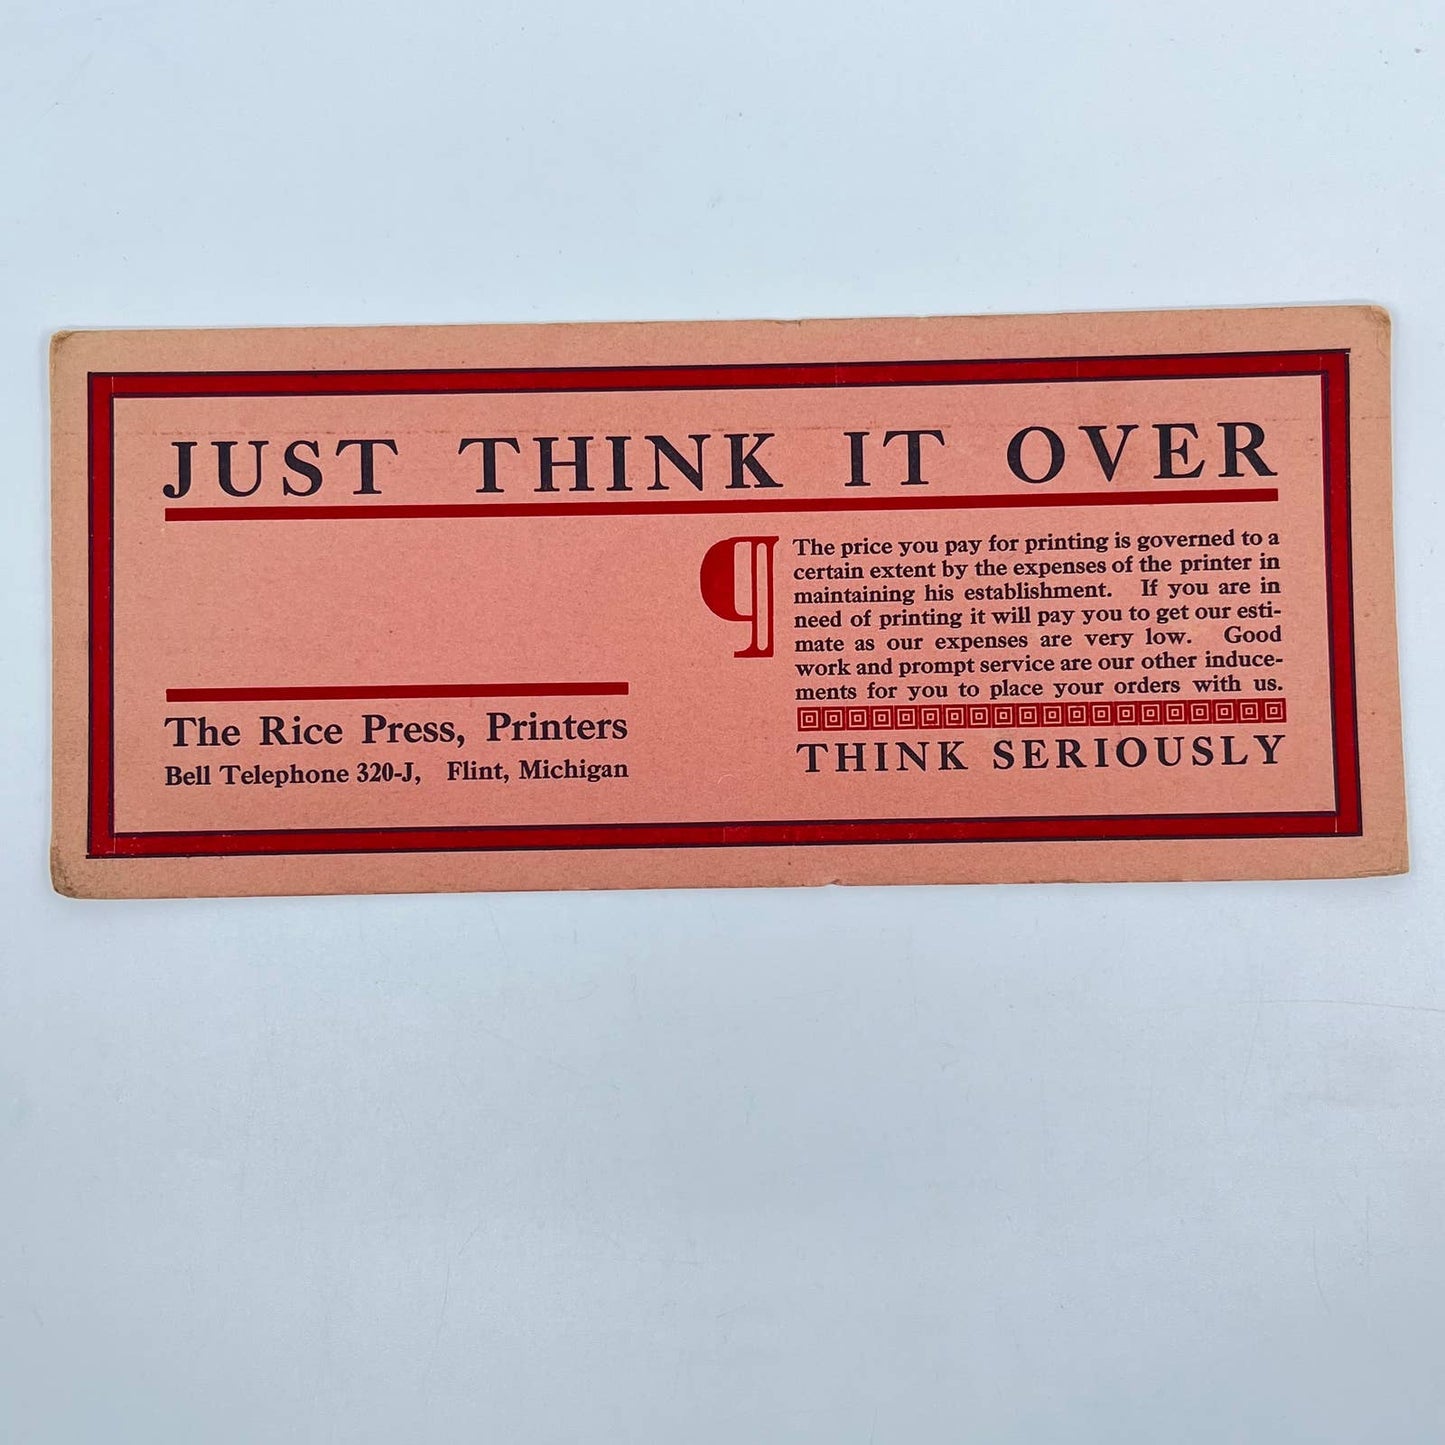 JUST THINK IT OVER
¶ The price you pay for printing is governed to a
certain extent by the expenses of the printer in
maintaining his establishment. If you are in
need of printing it will pay you to get our esti-
mate as our expenses are very low. Good
work and prompt service are our other induce-
ments for you to place your orders with us.
THINK SERIOUSLY
The Rice Press, Printers
Bell Telephone 320-J, Flint, Michigan